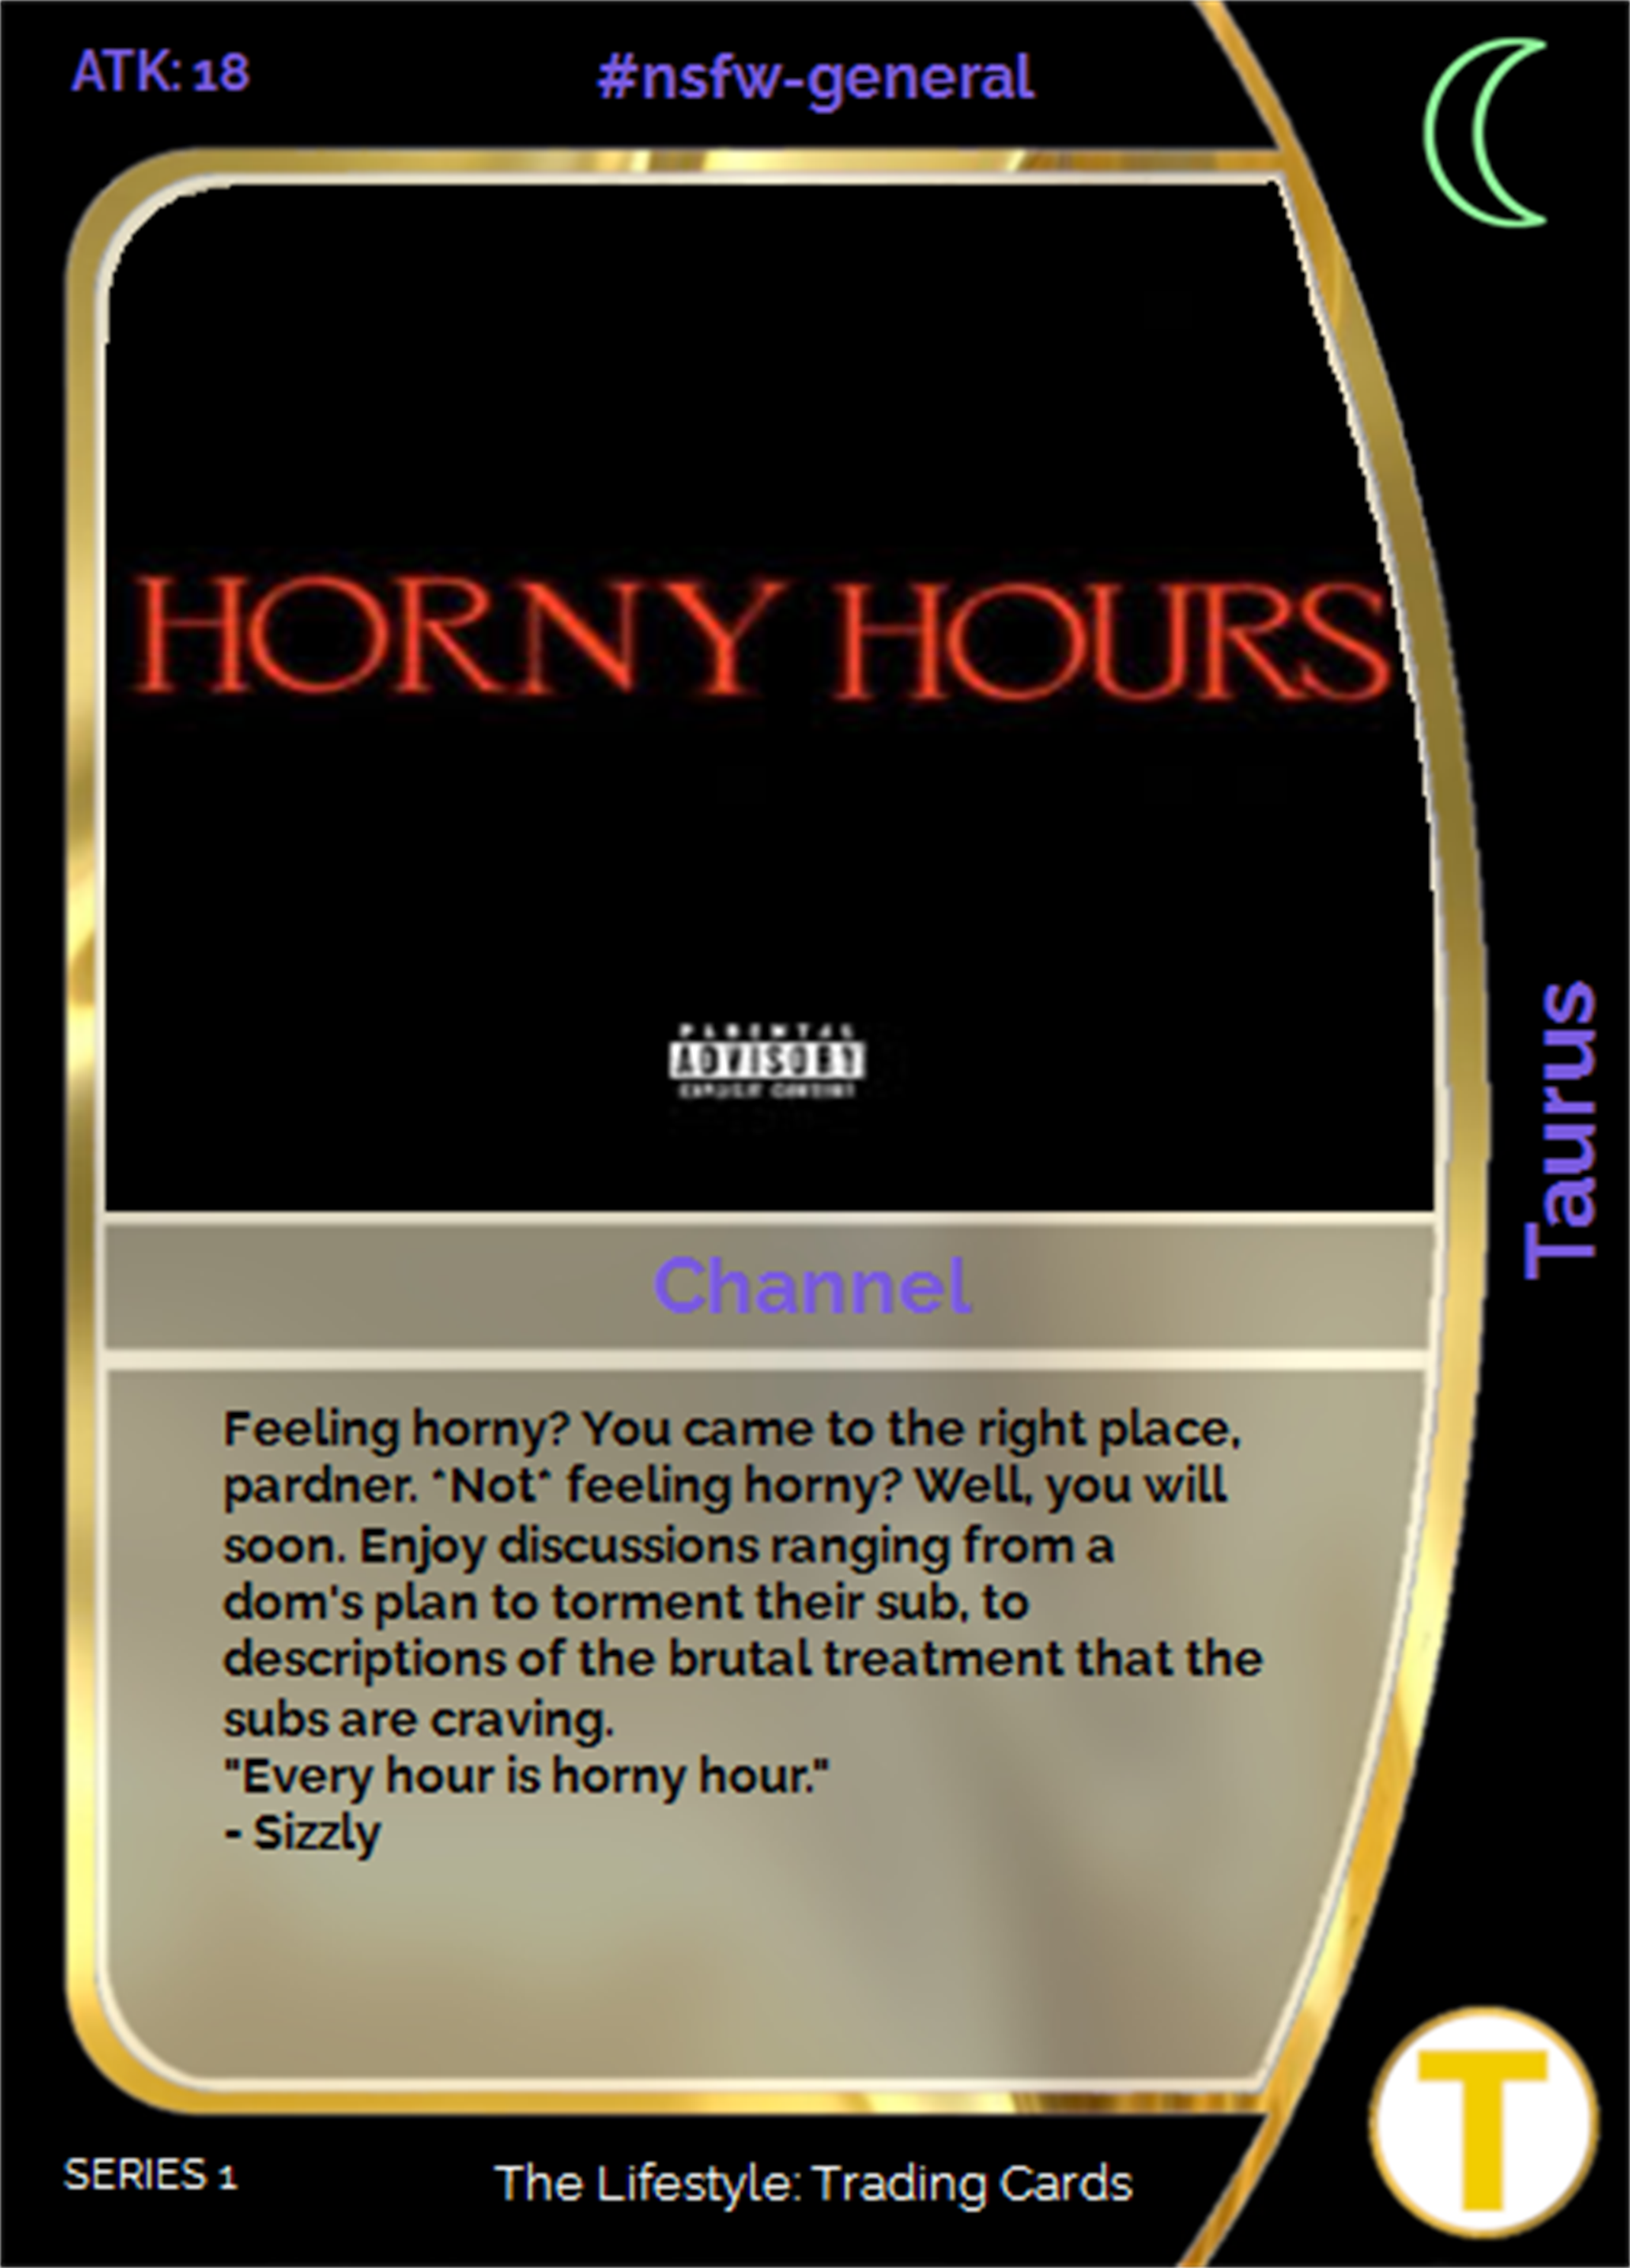 ATK: 18
#nsfw-general
HORNY HOURS
PARENTAL
ADVISORY
EXPLICIT CONTENT
Taurus
Channel
Feeling horny? You came to the right place,
pardner. *Not* feeling horny? Well, you will
soon. Enjoy discussions ranging from a
dom's plan to torment their sub, to
descriptions of the brutal treatment that the
subs are craving.
"Every hour is horny hour."
- Sizzly
SERIES 1
The Lifestyle: Trading Cards
T